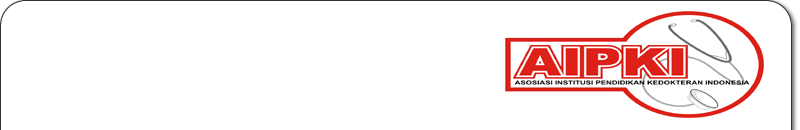 AIPKI
ASOSIASI INSTITUSI PENDIDIKAN KEDOKTERAN INDONESIA